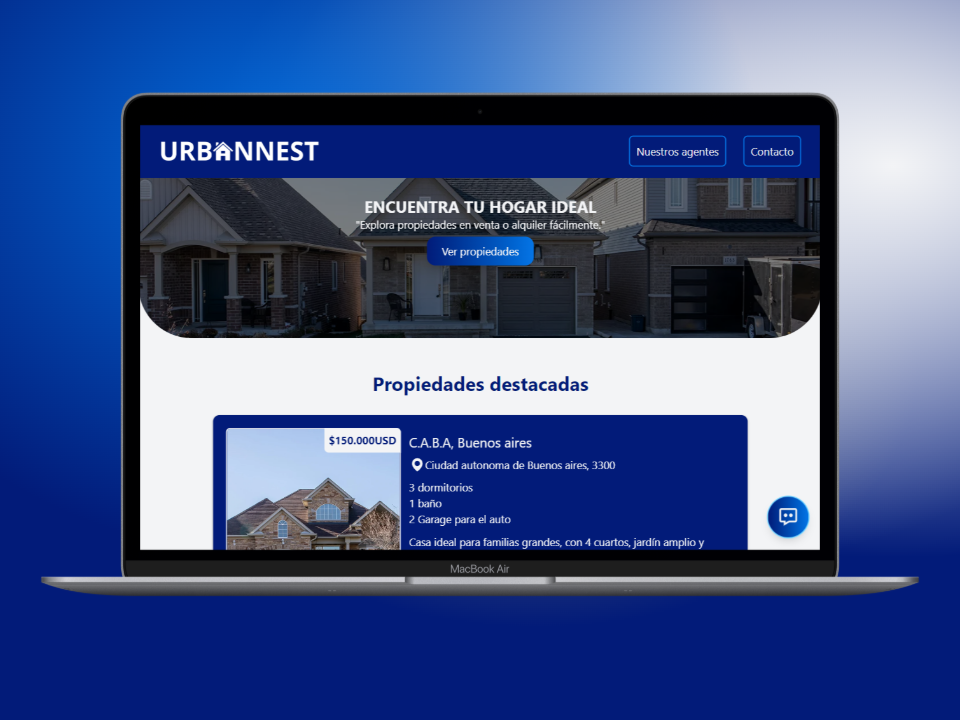 URBANNEST
Nuestros agentes
Contacto
ENCUENTRA TU HOGAR IDEAL
"Explora propiedades en venta o alquiler fácilmente."
Ver propiedades
Propiedades destacadas
$150.000USD
C.A.B.A, Buenos aires
Ciudad autonoma de Buenos aires, 3300
3 dormitorios
1 baño
2 Garage para el auto
Casa ideal para familias grandes, con 4 cuartos, jardín amplio y
MacBook Air